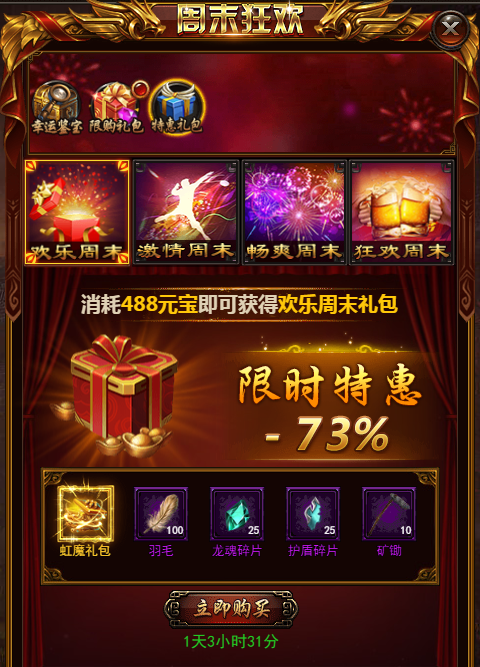 周末狂欢
幸运鉴宝 限购礼包 特惠礼包
欢乐周末 激情周末 畅爽周末 狂欢周末
消耗488元宝即可获得欢乐周末礼包
限时特惠
- 73%
100 25 25 10
虹魔礼包 羽毛 龙魂碎片 护盾碎片 矿锄
立即购买
1天3小时31分